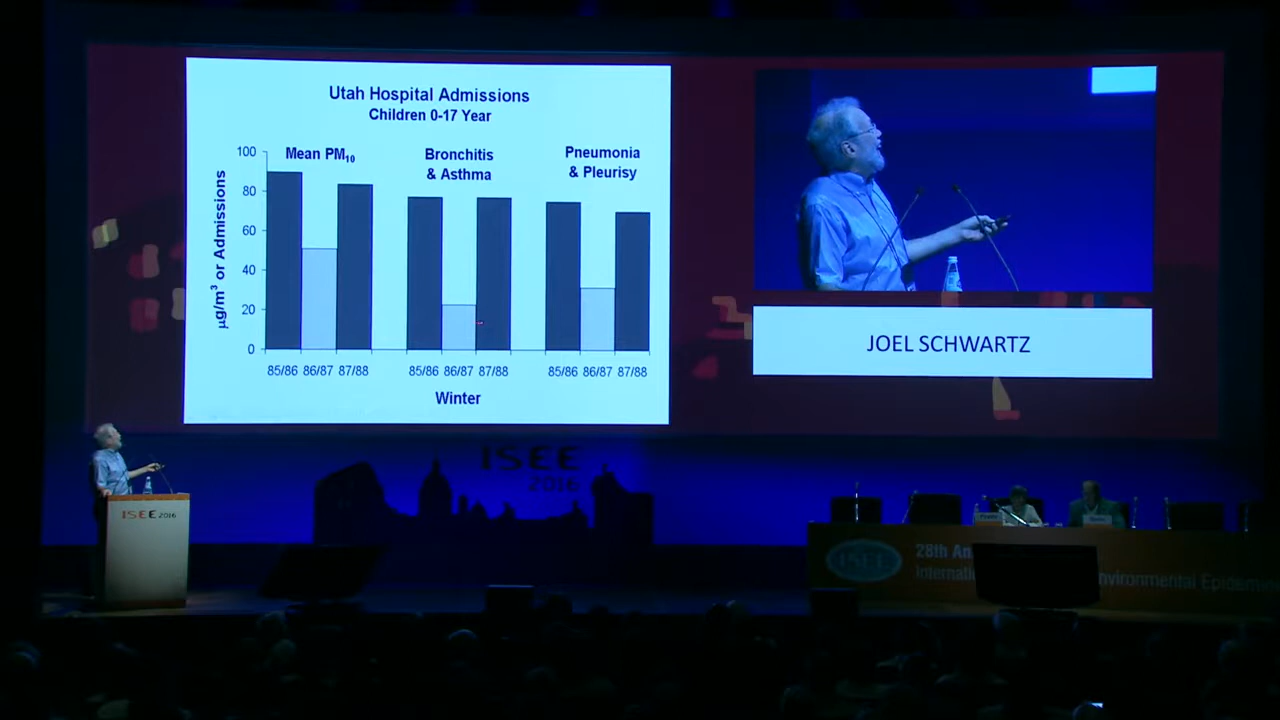 Utah Hospital Admissions
Children 0-17 Year
Mean PM₁₀
Bronchitis
& Asthma
Pneumonia
& Pleurisy
µg/m³ or Admissions
100
80
60
40
20
0
85/86 86/87 87/88
85/86 86/87 87/88
85/86 86/87 87/88
Winter
JOEL SCHWARTZ
ISEE
2016
ISEE 2016
ISEE
28th An
Internati
nvironmental Epidemi